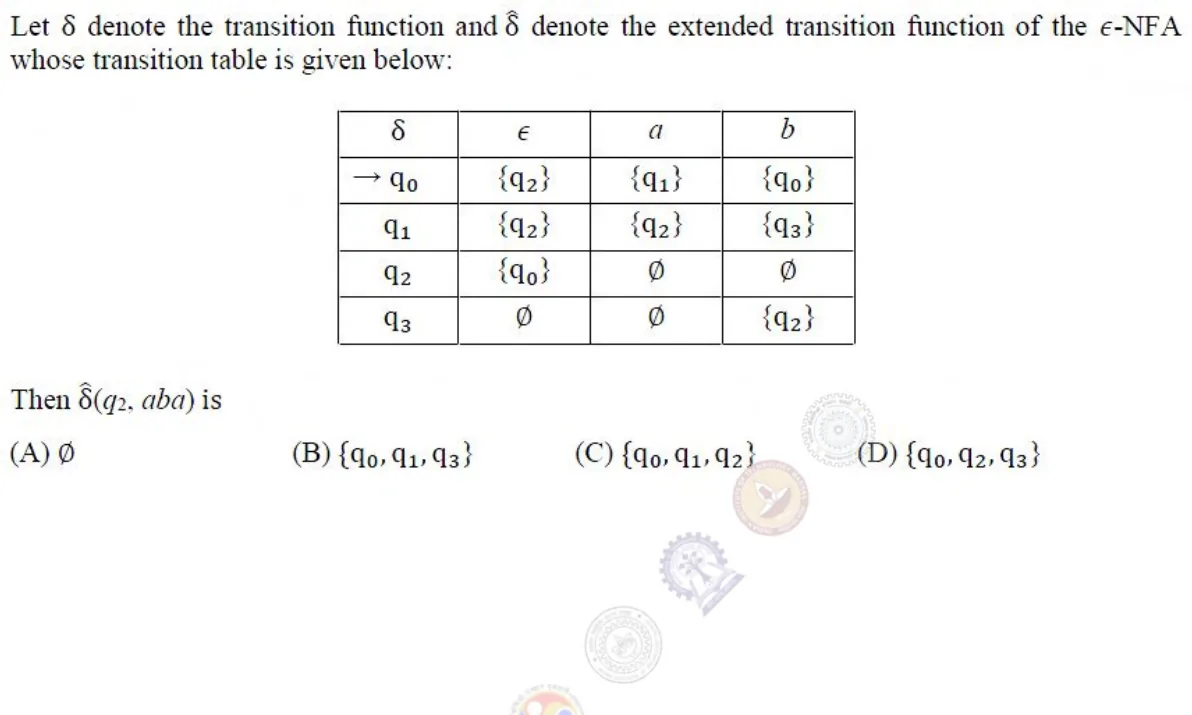 Let δ denote the transition function and δ̂ denote the extended transition function of the ϵ-NFA
whose transition table is given below:
δ ϵ a b
→ q₀ {q₂} {q₁} {q₀}
q₁ {q₂} {q₂} {q₃}
q₂ {q₀} Ø Ø
q₃ Ø Ø {q₂}
Then δ̂(q₂, aba) is
(A) Ø (B) {q₀, q₁, q₃} (C) {q₀, q₁, q₂} (D) {q₀, q₂, q₃}